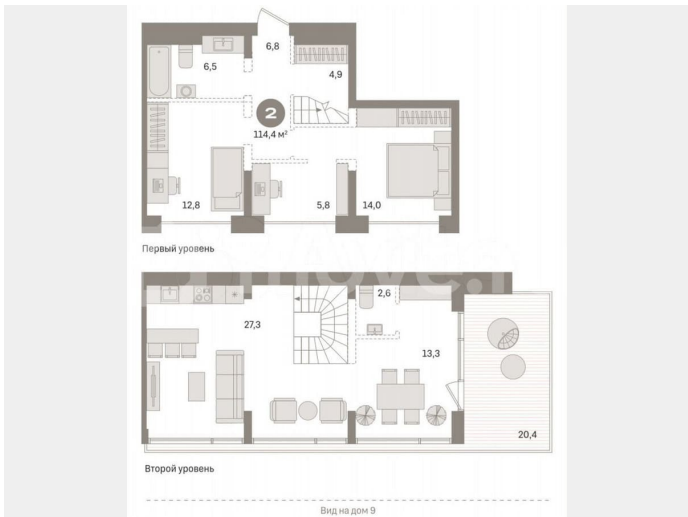 6,8
6,5
4,9
2
114,4 м²
12,8
5,8
14,0
Первый уровень
2,6
27,3
13,3
20,4
Второй уровень
Вид на дом 9